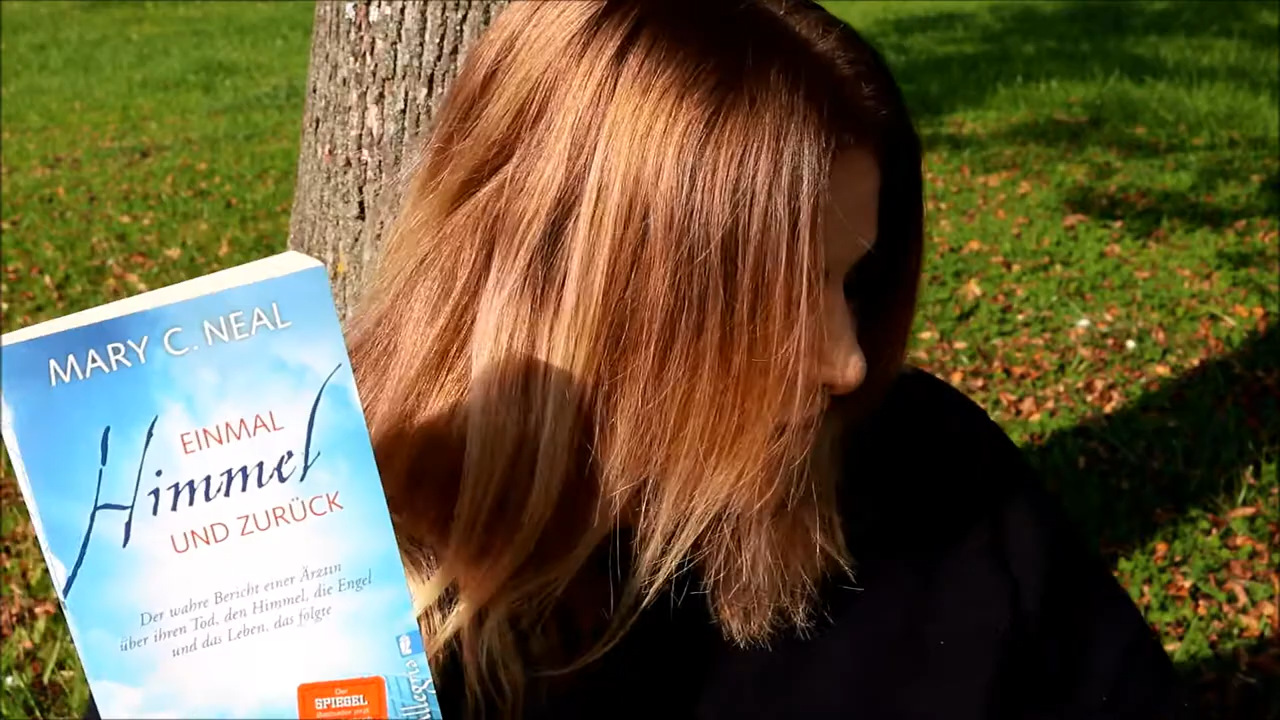 MARY C. NEAL
EINMAL
Himmel
UND ZURÜCK
Der wahre Bericht einer Ärztin
über ihren Tod, den Himmel, die Engel
und das Leben, das folgte
Der
SPIEGEL